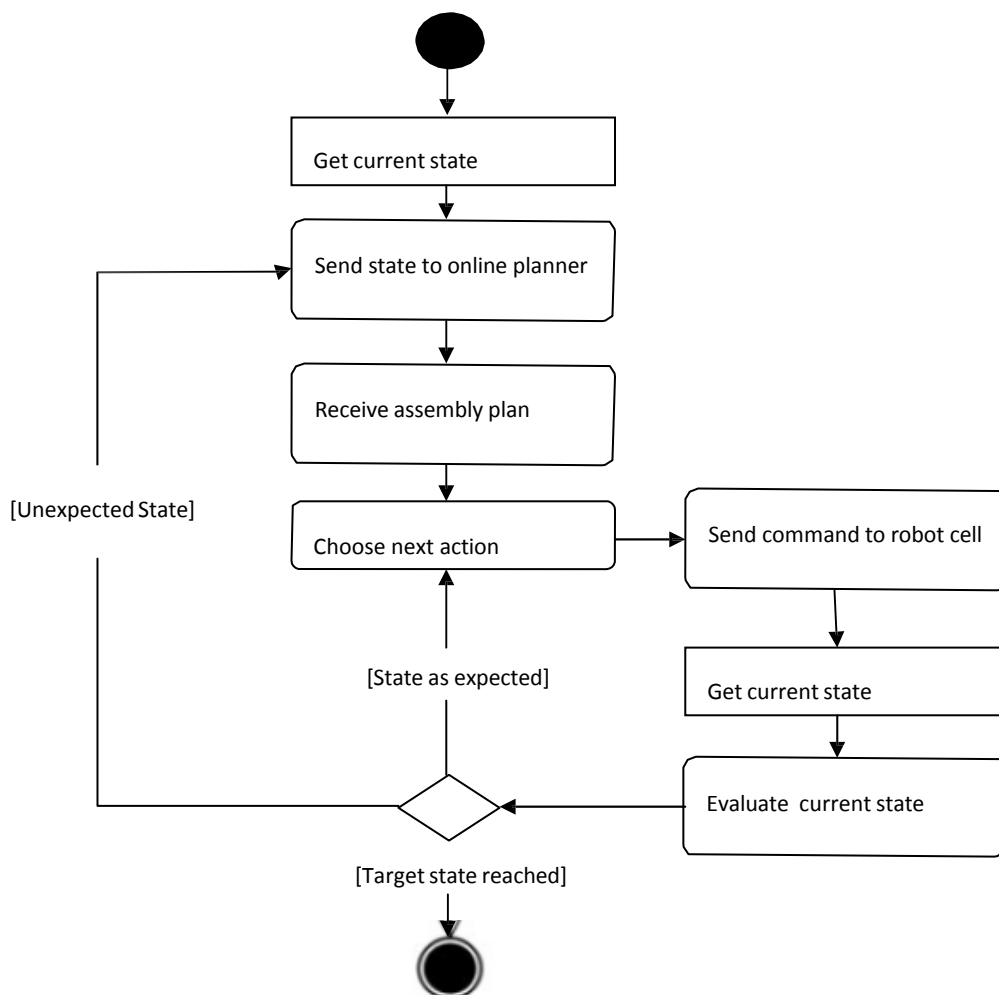 Get current state
Send state to online planner
Receive assembly plan
[Unexpected State]
Choose next action
Send command to robot cell
[State as expected]
Get current state
Evaluate  current state
[Target state reached]